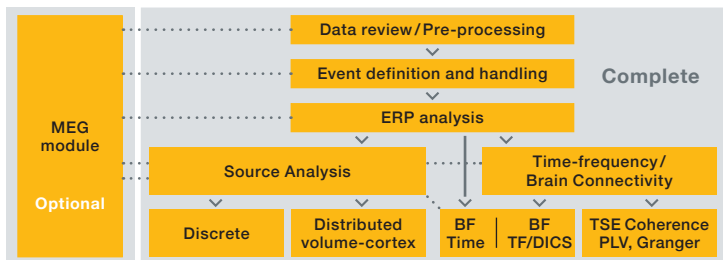 Data review/Pre-processing
Event definition and handling
Complete
ERP analysis
MEG
module
Optional
Source Analysis
Time-frequency/
Brain Connectivity
Discrete
Distributed
volume-cortex
BF
Time
BF
TF/DICS
TSE Coherence
PLV, Granger